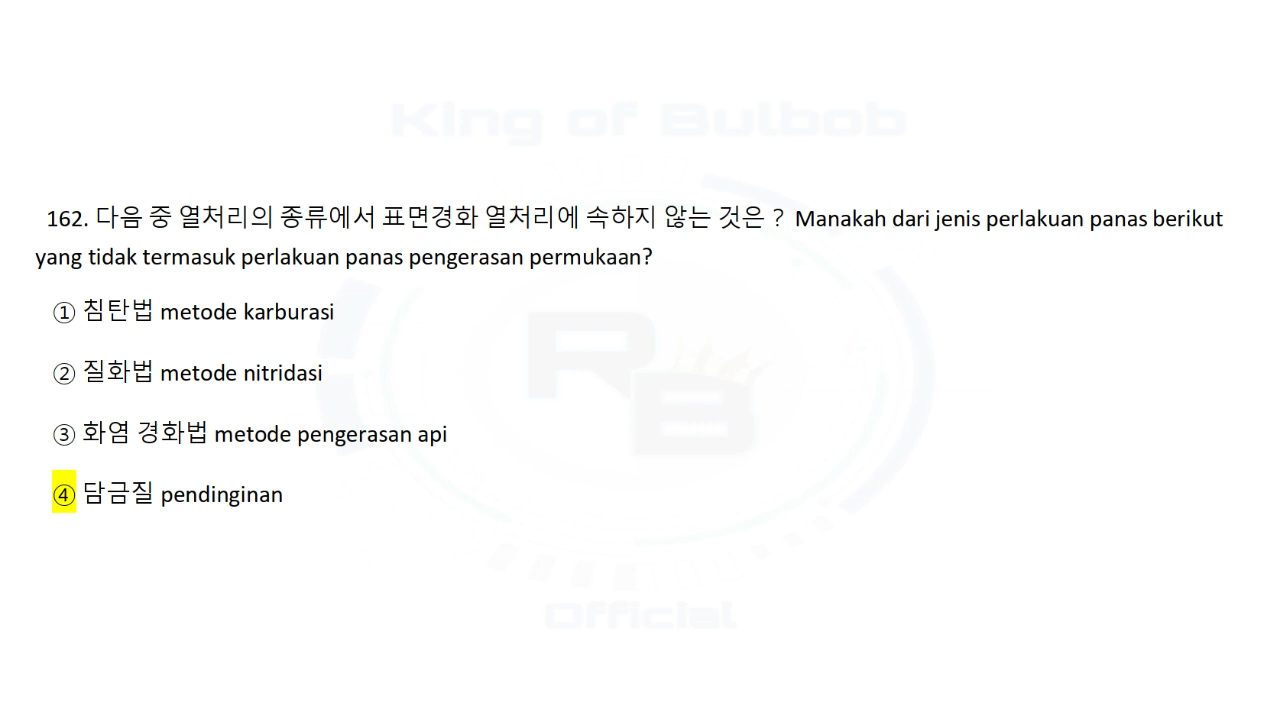 King of Bulbob
162. 다음 중 열처리의 종류에서 표면경화 열처리에 속하지 않는 것은 ? Manakah dari jenis perlakuan panas berikut
yang tidak termasuk perlakuan panas pengerasan permukaan?
① 침탄법 metode karburasi
② 질화법 metode nitridasi
③ 화염 경화법 metode pengerasan api
④ 담금질 pendinginan
RB
Official